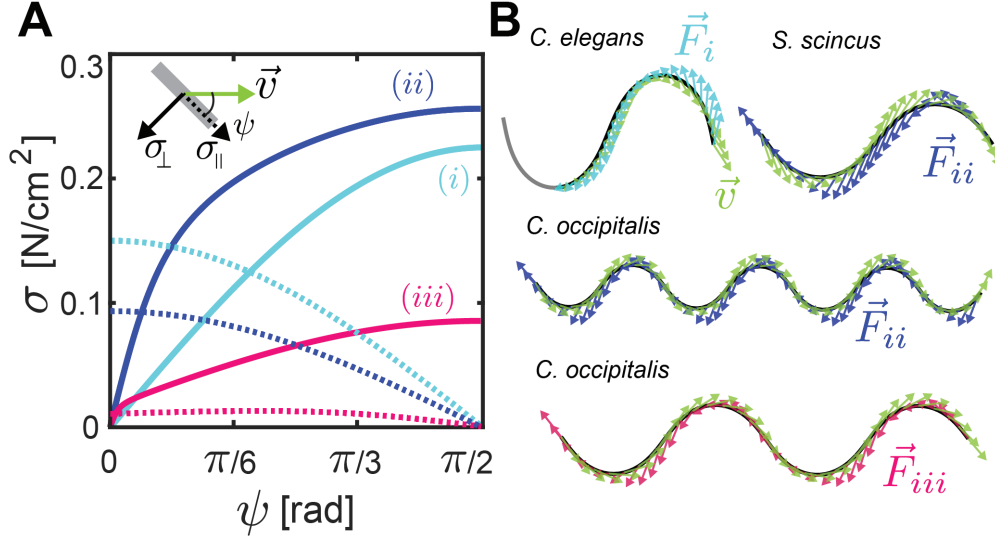 A
B
C. elegans
S. scincus
F⃗i
v⃗
F⃗ii
C. occipitalis
F⃗ii
C. occipitalis
F⃗iii
σ [N/cm²]
0.3
0.2
0.1
0
v⃗
ψ
σ⊥
σ∥
(ii)
(i)
(iii)
0
π/6
π/3
π/2
ψ [rad]